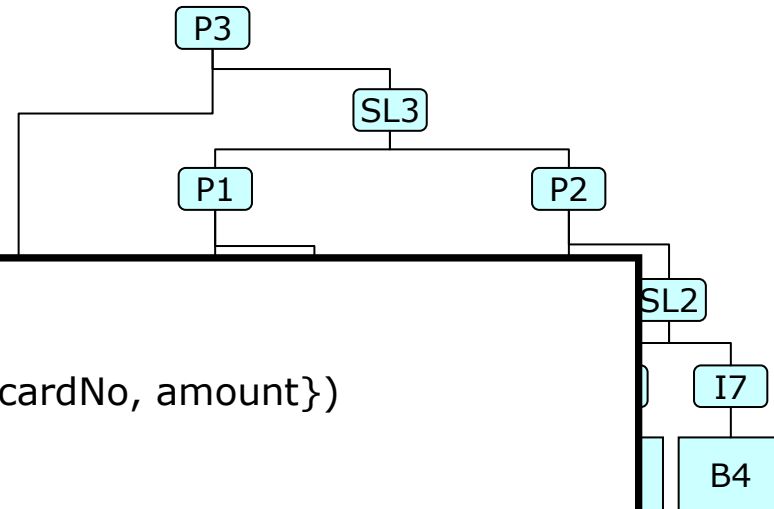 P3
SL3
P1
P2
SL2
cardNo, amount})
I7
B4